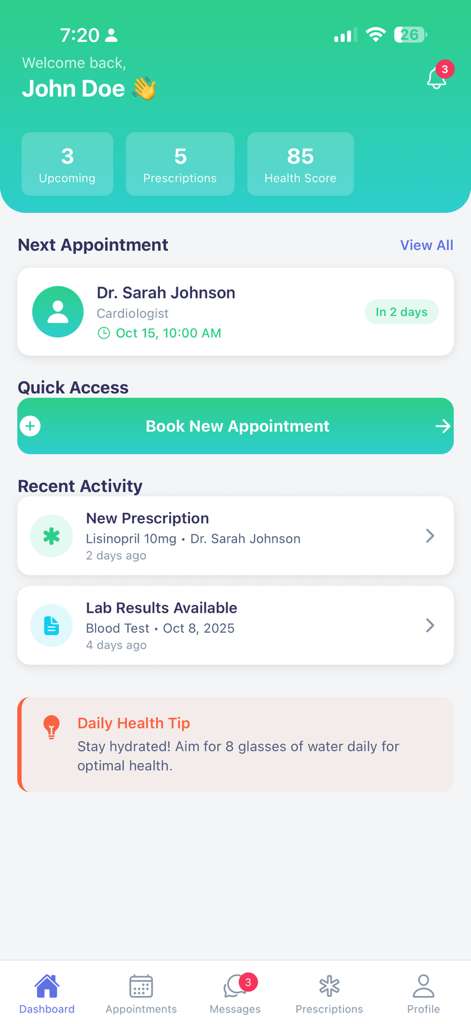 7:20
26
Welcome back,
John Doe 👋
3
3
5
85
Upcoming
Prescriptions
Health Score
Next Appointment
View All
Dr. Sarah Johnson
Cardiologist
Oct 15, 10:00 AM
In 2 days
Quick Access
Book New Appointment
Recent Activity
New Prescription
Lisinopril 10mg • Dr. Sarah Johnson
2 days ago
Lab Results Available
Blood Test • Oct 8, 2025
4 days ago
Daily Health Tip
Stay hydrated! Aim for 8 glasses of water daily for
optimal health.
3
Dashboard
Appointments
Messages
Prescriptions
Profile